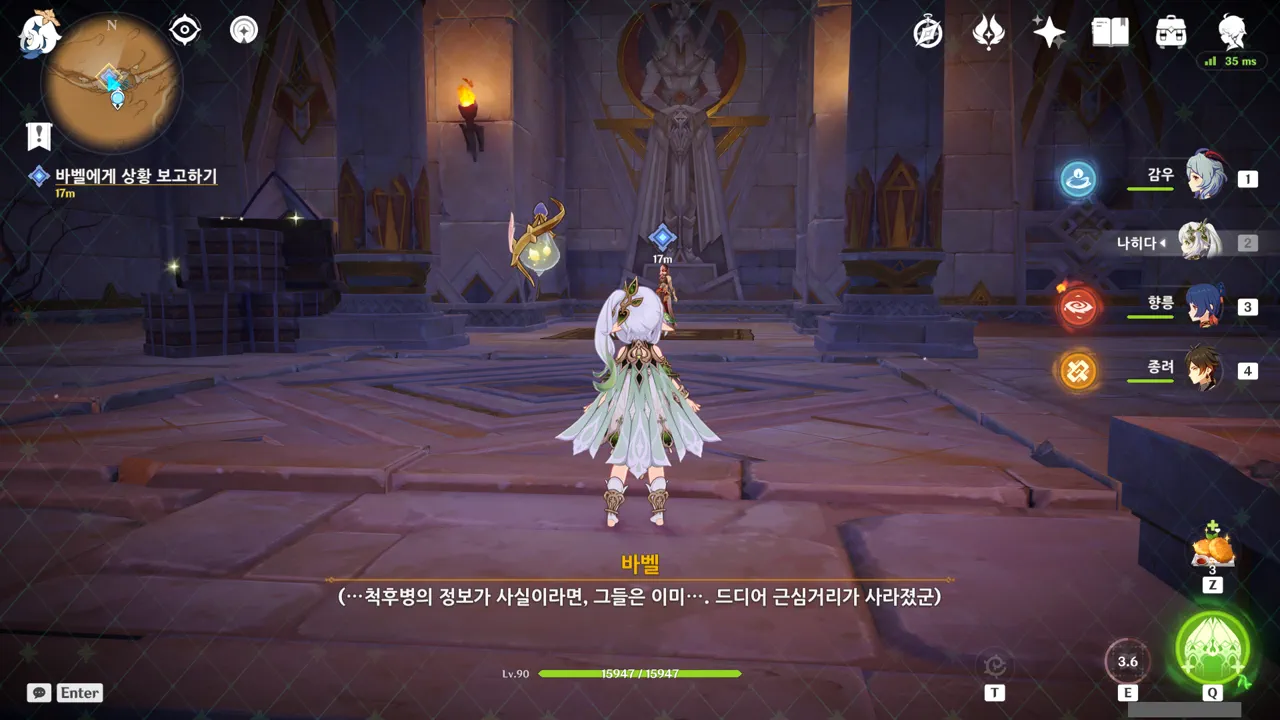 N
35 ms
바벨에게 상황 보고하기
17m
감우
1
17m
나히다
2
향릉
3
종려
4
바벨
(…척후병의 정보가 사실이라면, 그들은 이미…. 드디어 근심거리가 사라졌군)
3
Z
Lv.90
15947 / 15947
3.6
Enter
T
E
Q